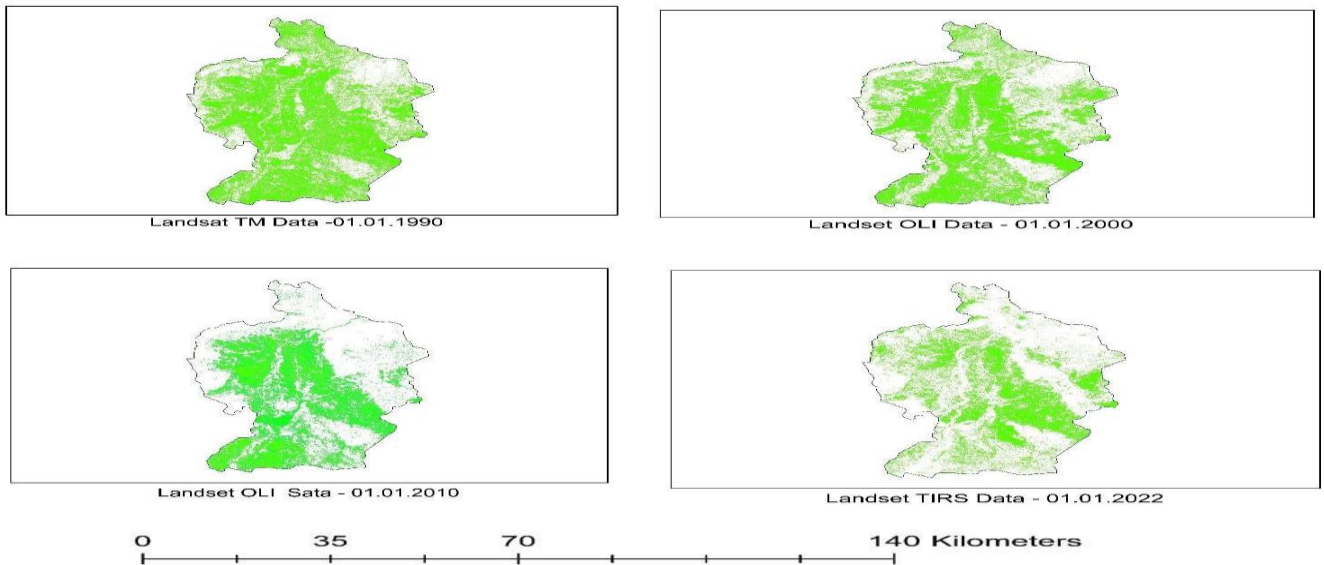 Landsat TM Data -01.01.1990
Landset OLI Data - 01.01.2000
Landset OLI Sata - 01.01.2010
Landset TIRS Data - 01.01.2022
0 35 70 140 Kilometers